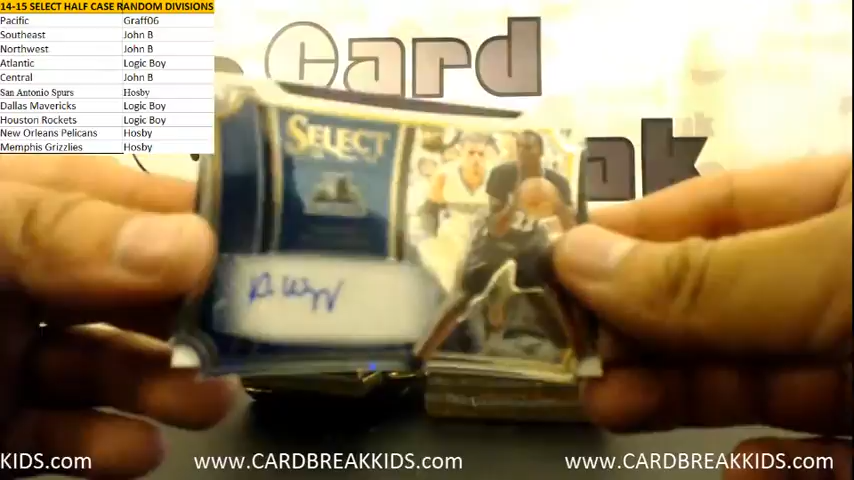 14-15 SELECT HALF CASE RANDOM DIVISIONS
Pacific Graff06
Southeast John B
Northwest John B
Atlantic Logic Boy
Central John B
San Antonio Spurs Hosby
Dallas Mavericks Logic Boy
Houston Rockets Logic Boy
New Orleans Pelicans Hosby
Memphis Grizzlies Hosby
Card
Break
SELECT
KIDS.com www.CARDBREAKKIDS.com www.CARDBREAKKIDS.com